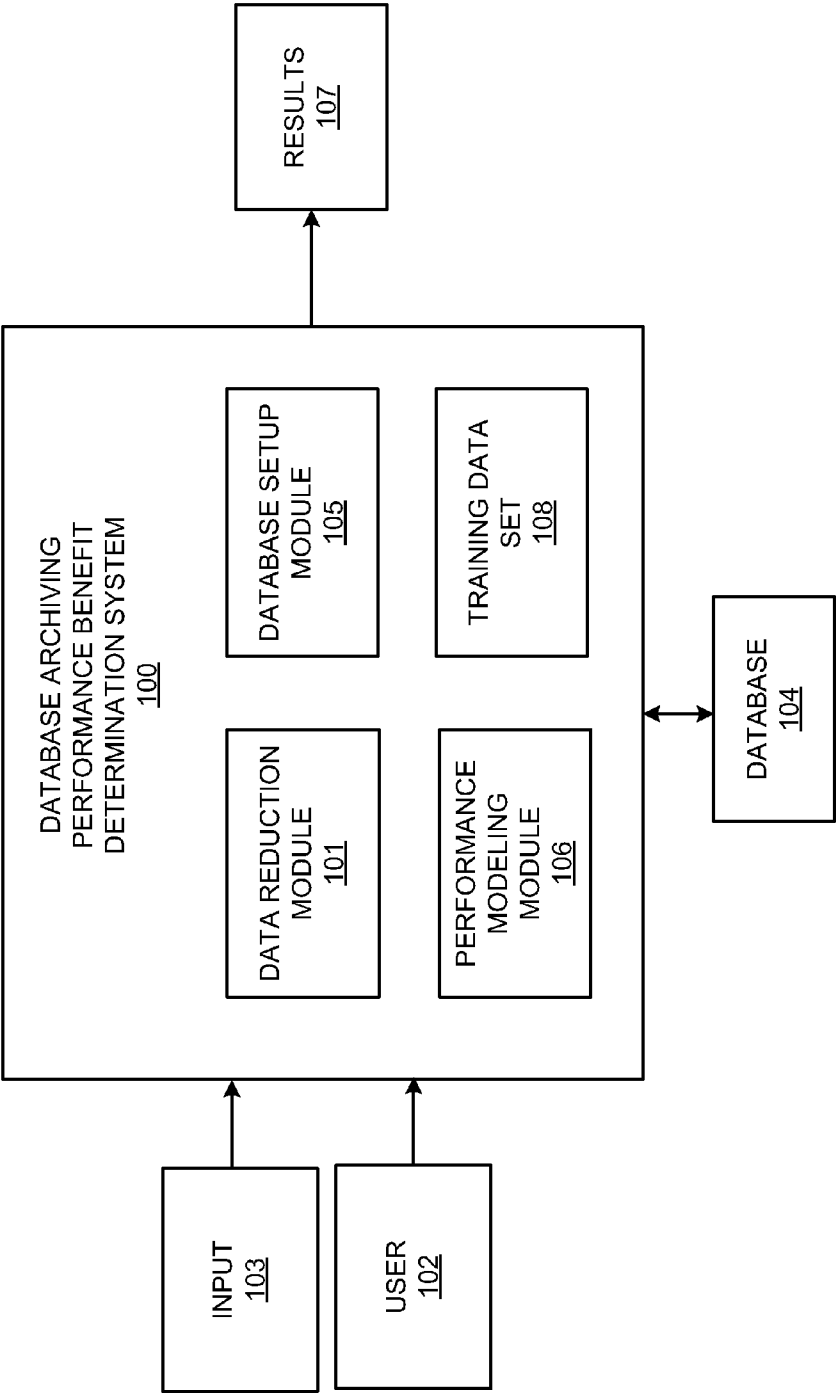 DATABASE ARCHIVING
PERFORMANCE BENEFIT
DETERMINATION SYSTEM
100
INPUT
103
USER
102
DATA REDUCTION
MODULE
101
DATABASE SETUP
MODULE
105
PERFORMANCE
MODELING
MODULE
106
TRAINING DATA
SET
108
RESULTS
107
DATABASE
104